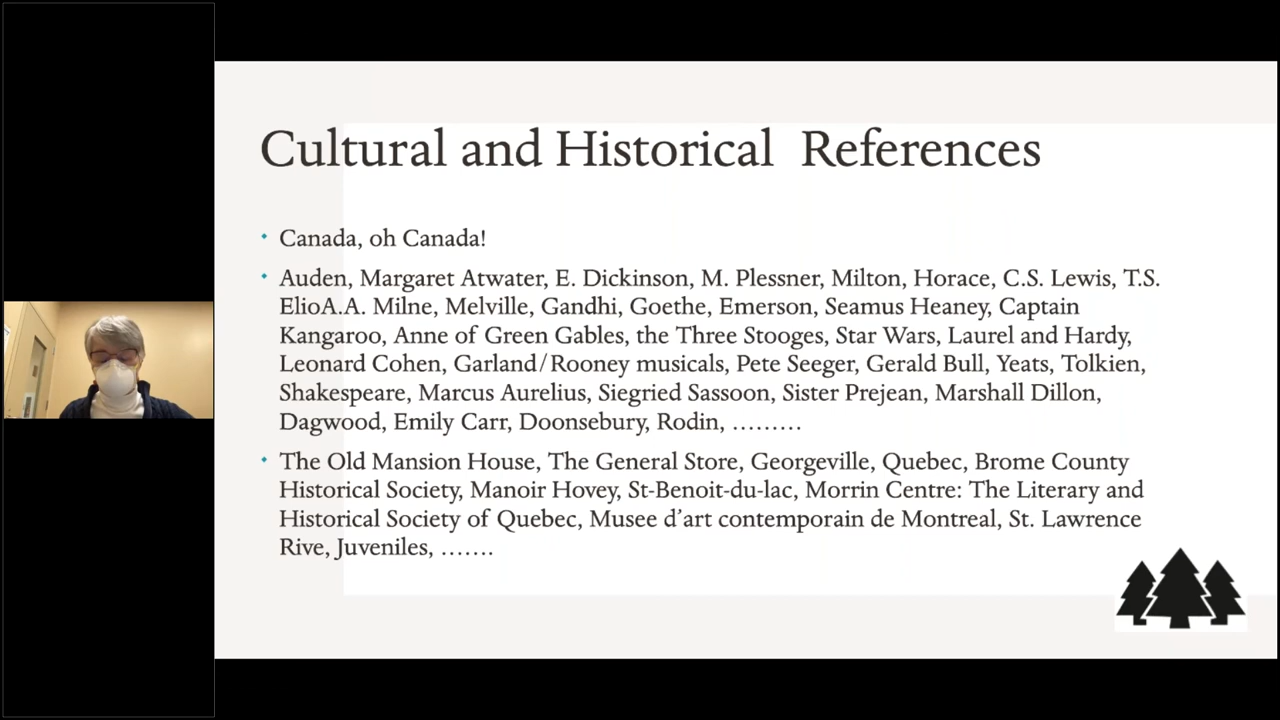 Cultural and Historical References
Canada, oh Canada!
Auden, Margaret Atwater, E. Dickinson, M. Plessner, Milton, Horace, C.S. Lewis, T.S.
ElioA.A. Milne, Melville, Gandhi, Goethe, Emerson, Seamus Heaney, Captain
Kangaroo, Anne of Green Gables, the Three Stooges, Star Wars, Laurel and Hardy,
Leonard Cohen, Garland/Rooney musicals, Pete Seeger, Gerald Bull, Yeats, Tolkien,
Shakespeare, Marcus Aurelius, Siegried Sassoon, Sister Prejean, Marshall Dillon,
Dagwood, Emily Carr, Doonsebury, Rodin, ………
The Old Mansion House, The General Store, Georgeville, Quebec, Brome County
Historical Society, Manoir Hovey, St-Benoit-du-lac, Morrin Centre: The Literary and
Historical Society of Quebec, Musee d’art contemporain de Montreal, St. Lawrence
Rive, Juveniles, …….